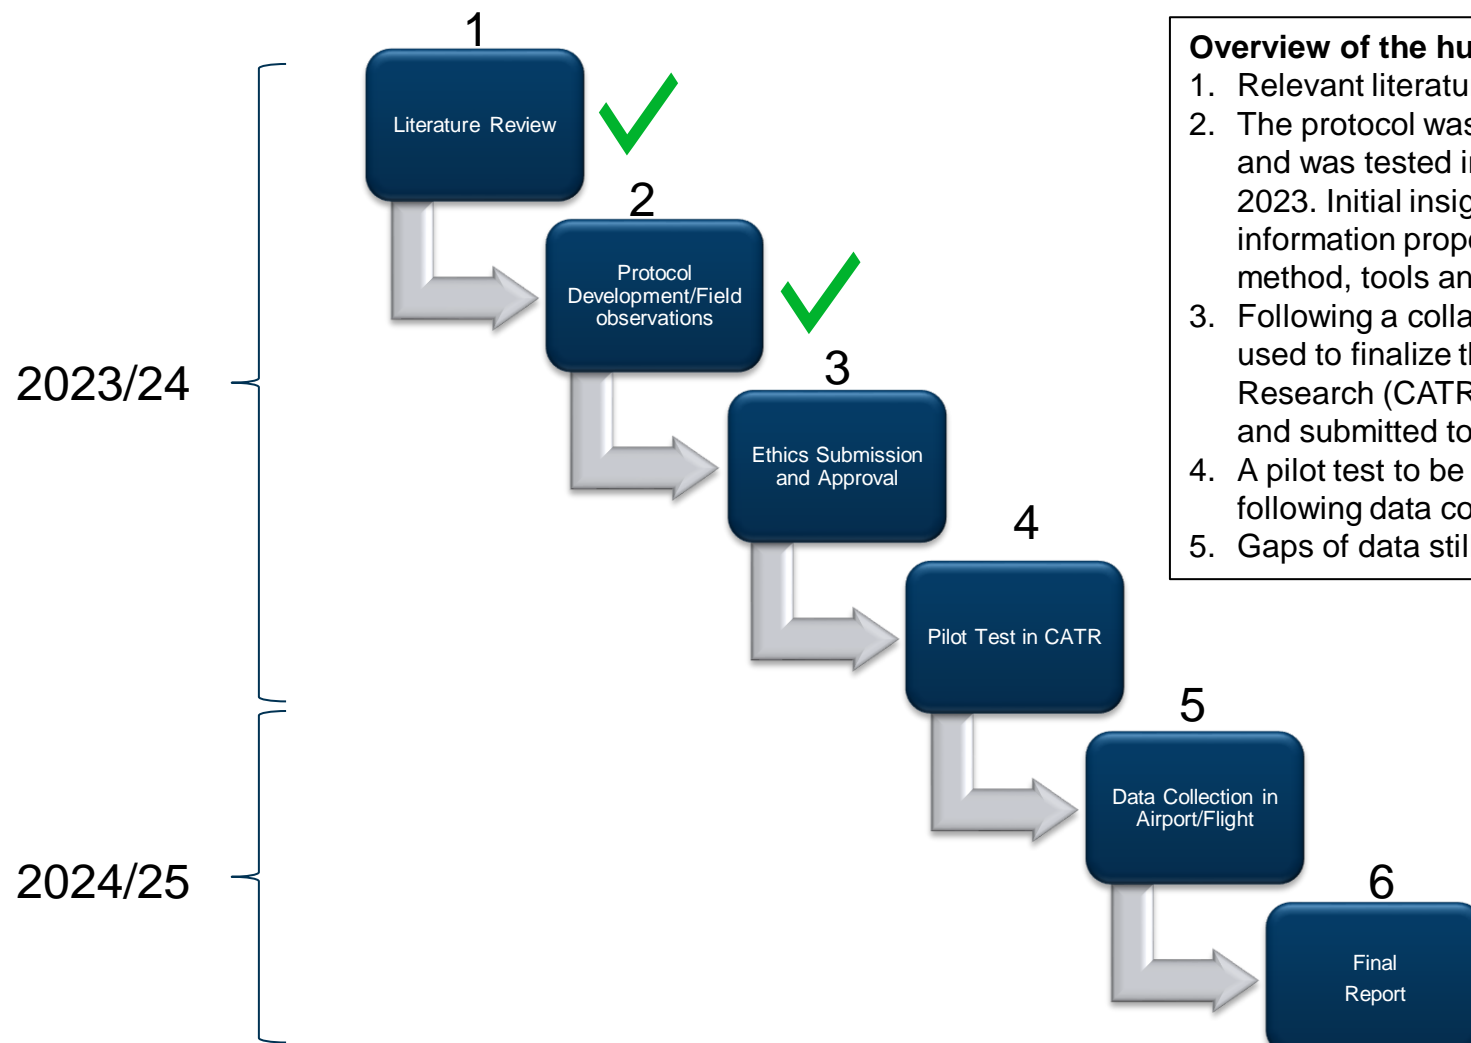 1
Literature Review
2
Protocol
Development/Field
observations
3
Ethics Submission
and Approval
4
Pilot Test in CATR
5
Data Collection in
Airport/Flight
6
Final
Report
2023/24
2024/25
Overview of the hu
1. Relevant literatu
2. The protocol was
and was tested i
2023. Initial insig
information prop
method, tools an
3. Following a colla
used to finalize t
Research (CATR
and submitted to
4. A pilot test to be
following data co
5. Gaps of data stil